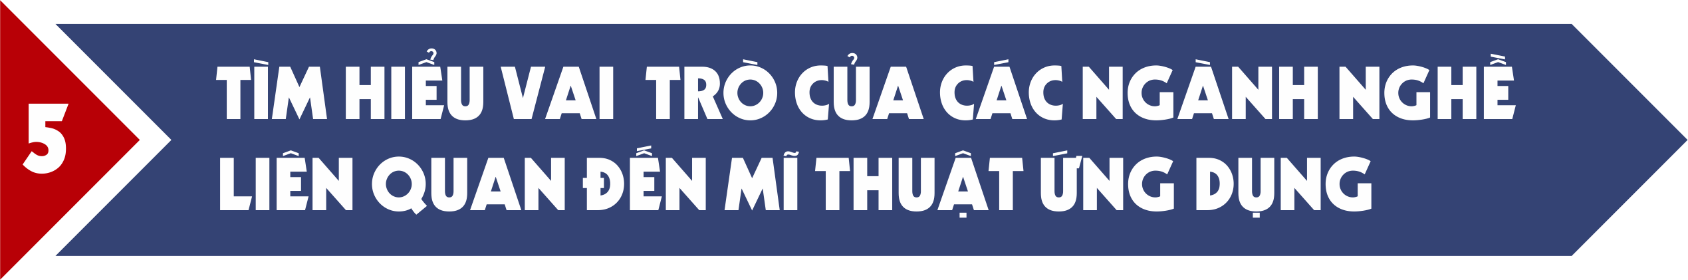 5
TÌM HIỂU VAI TRÒ CỦA CÁC NGÀNH NGHỀ
LIÊN QUAN ĐẾN MĨ THUẬT ỨNG DỤNG